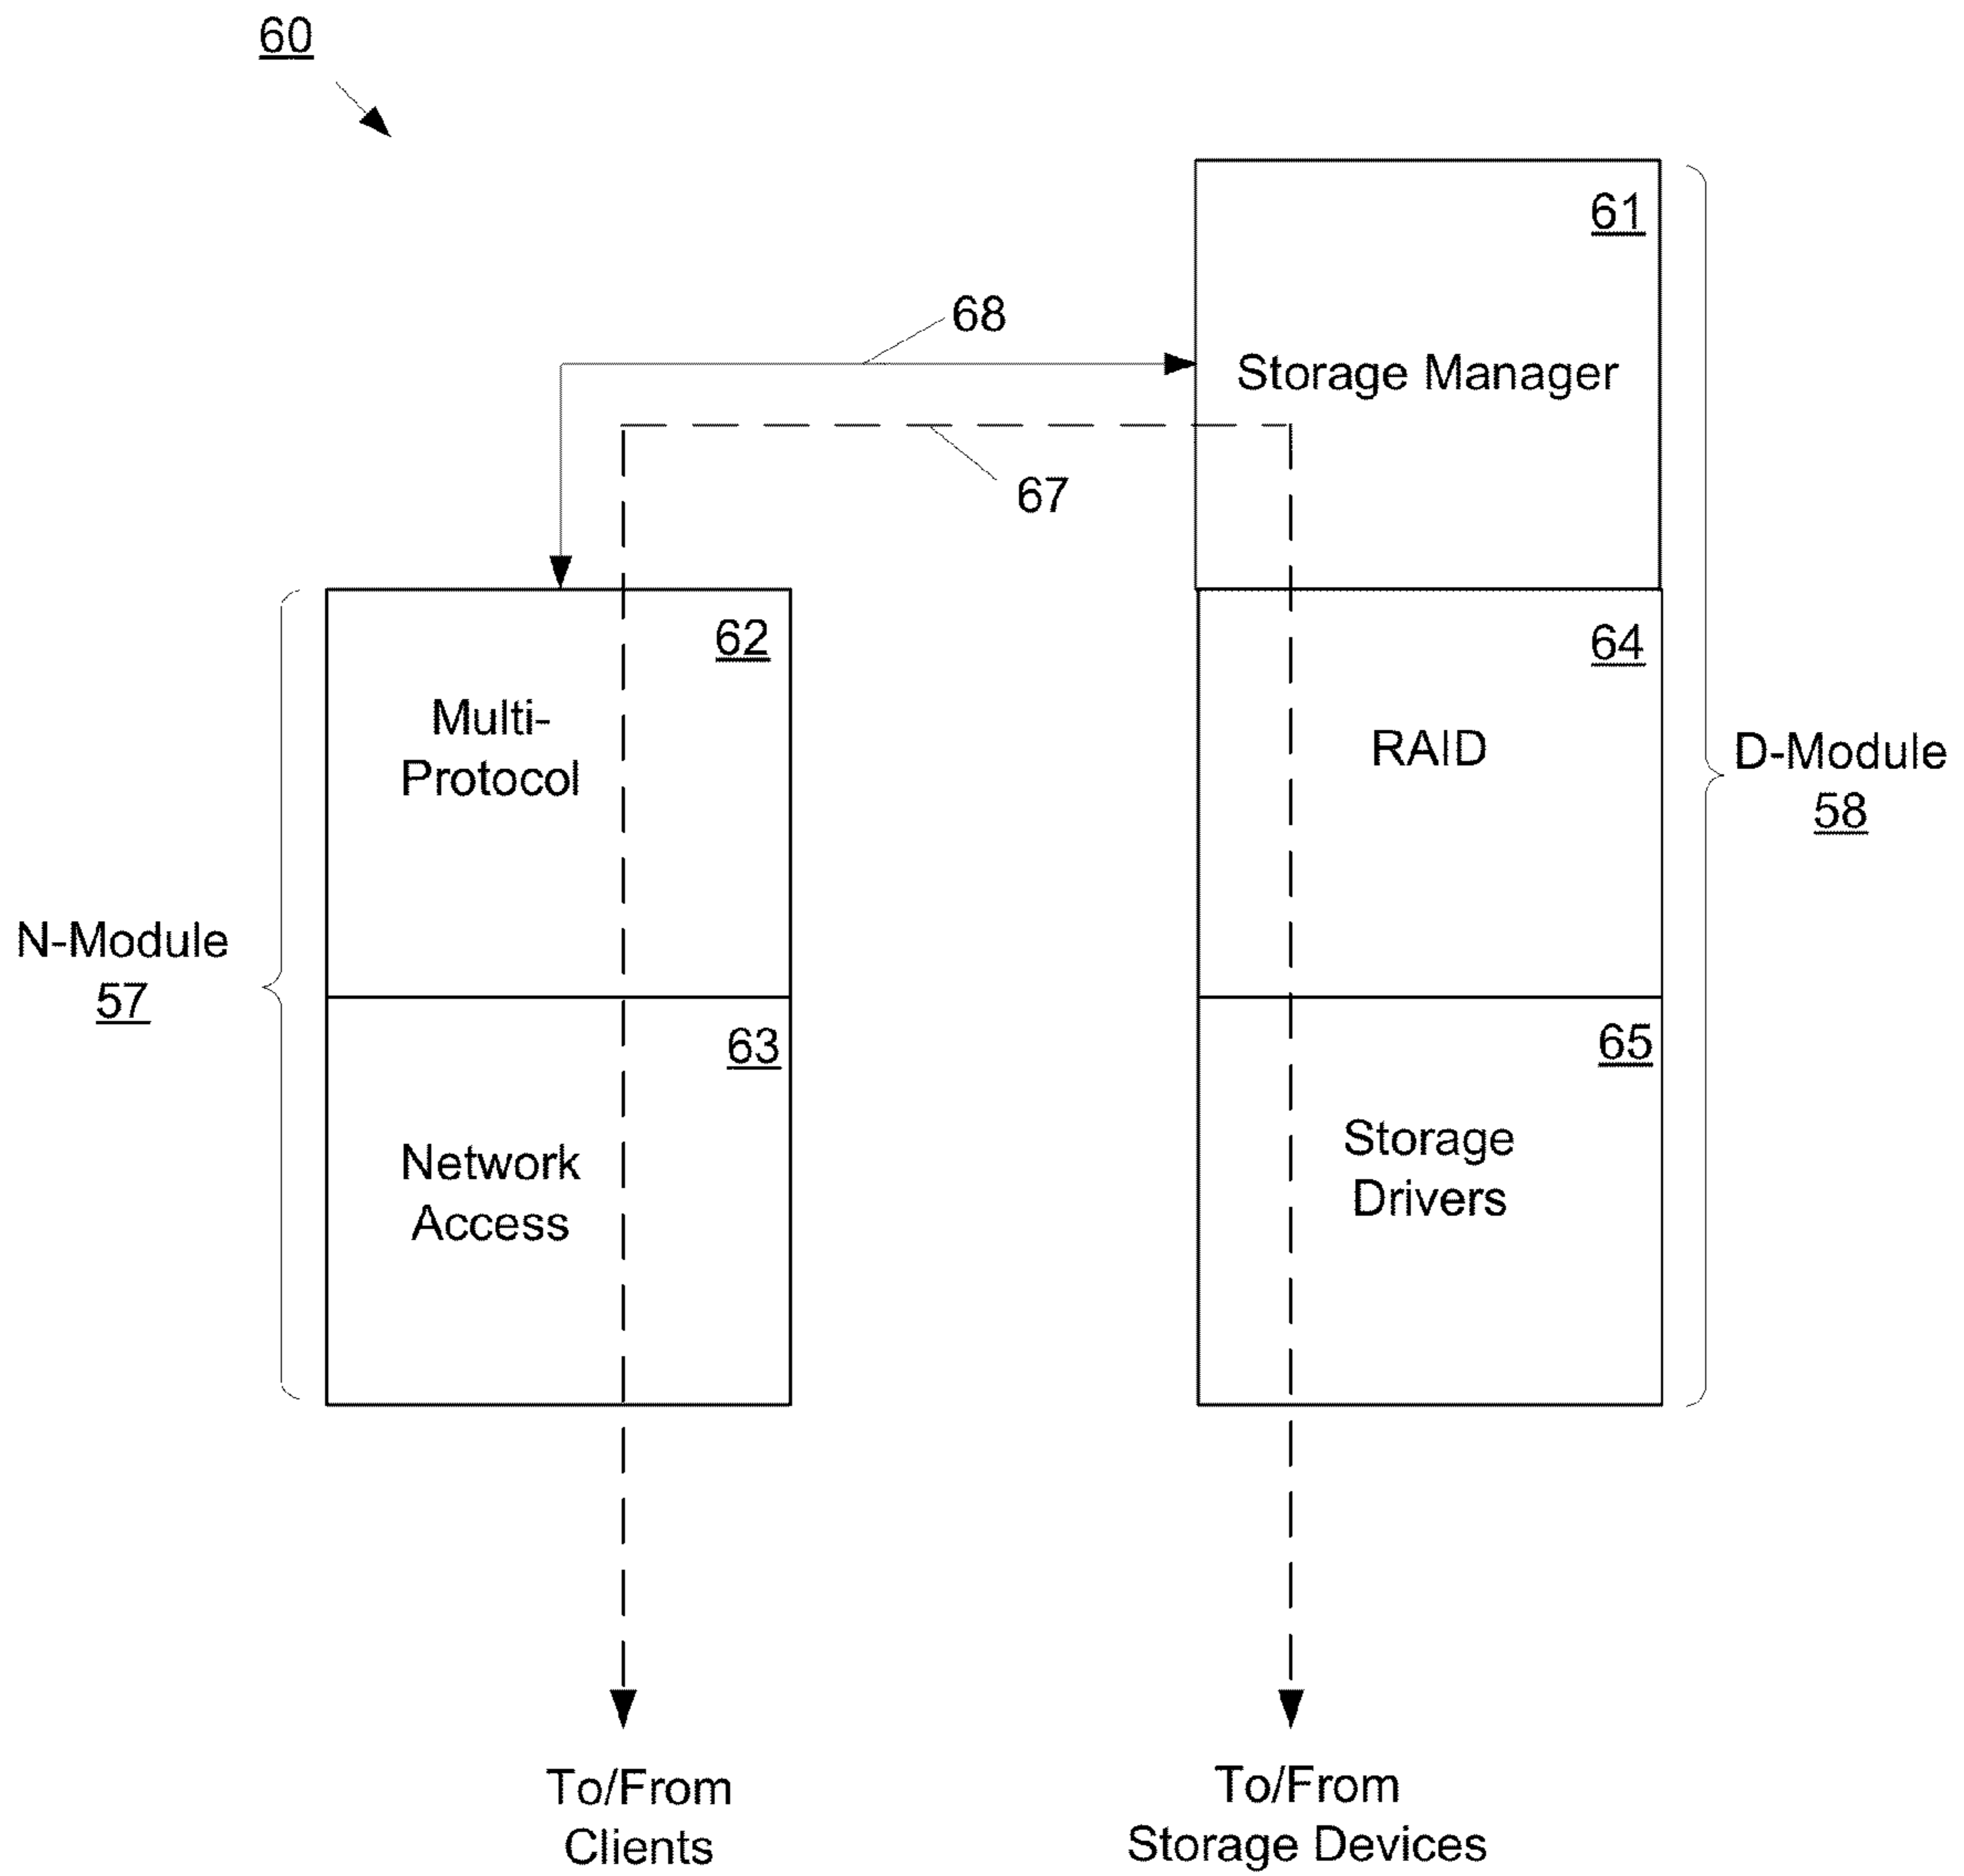 60
61
68
Storage Manager
67
62
64
Multi-
Protocol
RAID
D-Module
58
N-Module
57
63
65
Network
Access
Storage
Drivers
To/From
Clients
To/From
Storage Devices